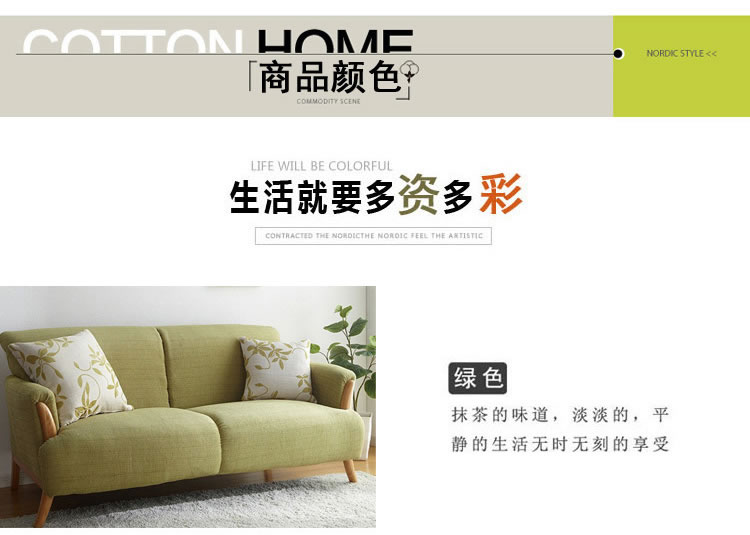 COTTON HOME
NORDIC STYLE <<
「商品颜色」
COMMODITY SCENE
LIFE WILL BE COLORFUL
生活就要多资多彩
CONTRACTED THE NORDICTHE NORDIC FEEL THE ARTISTIC
绿色
抹茶的味道，淡淡的，平
静的生活无时无刻的享受